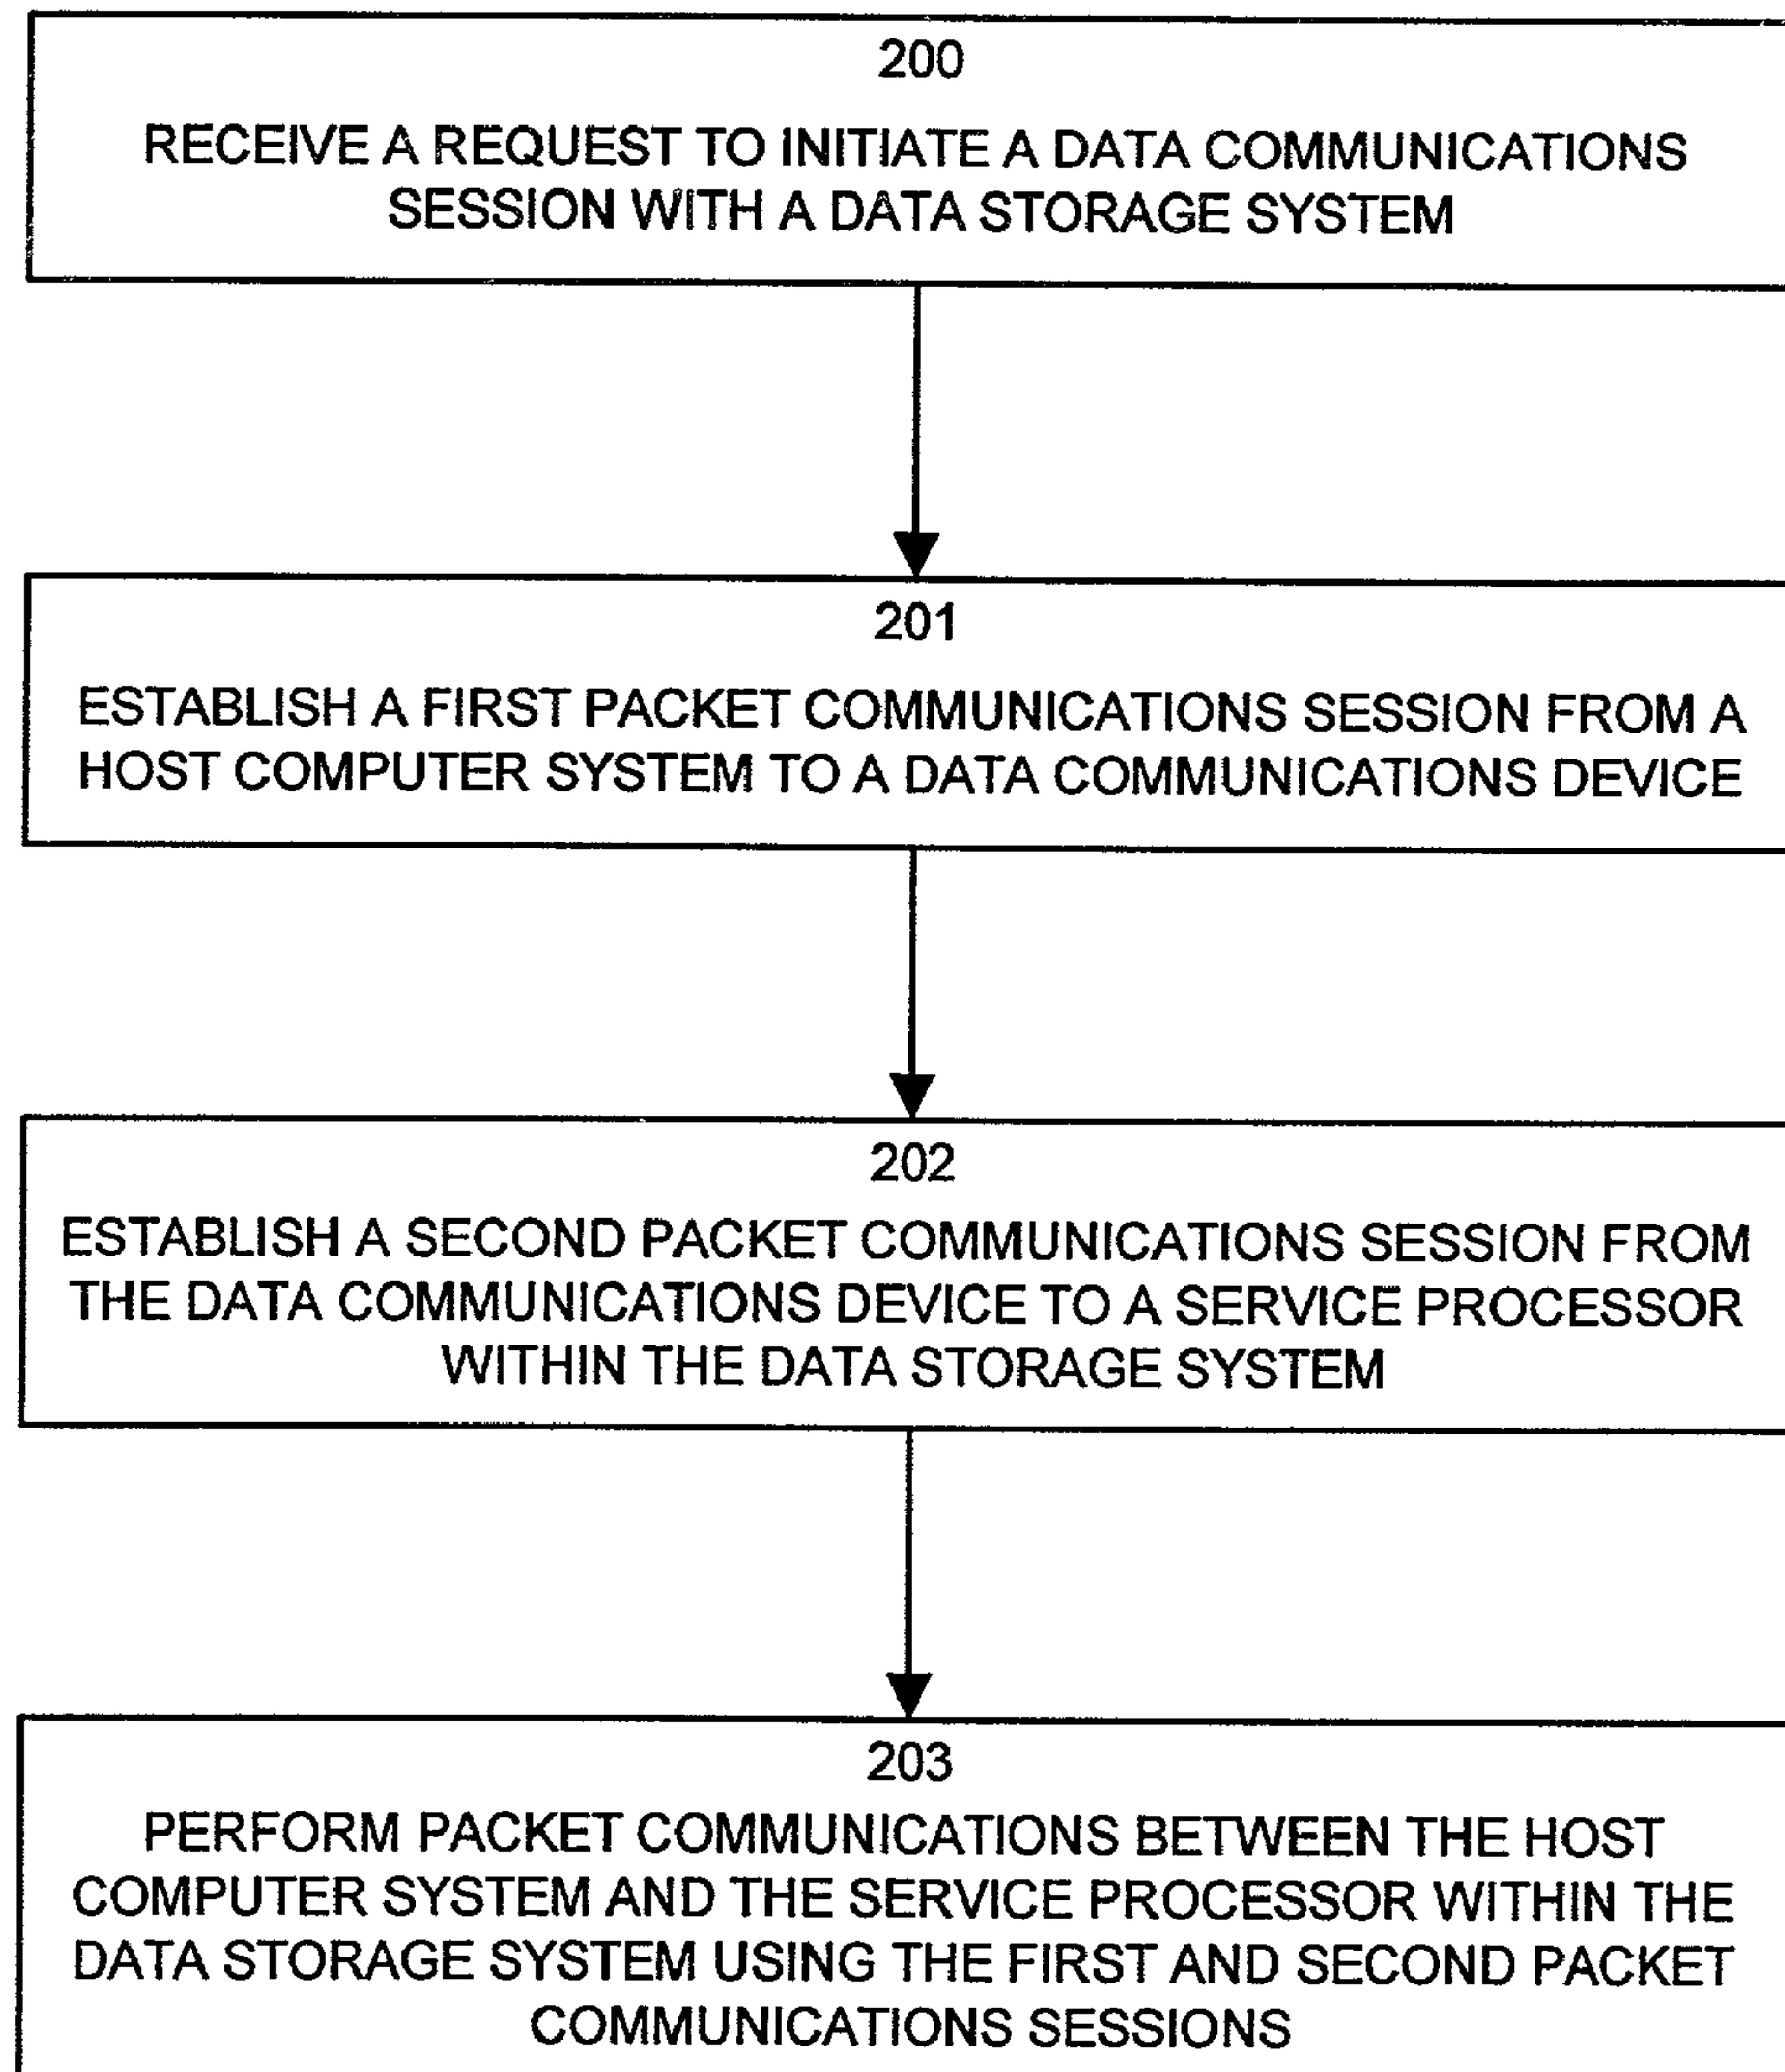 200
RECEIVE A REQUEST TO INITIATE A DATA COMMUNICATIONS
SESSION WITH A DATA STORAGE SYSTEM
201
ESTABLISH A FIRST PACKET COMMUNICATIONS SESSION FROM A
HOST COMPUTER SYSTEM TO A DATA COMMUNICATIONS DEVICE
202
ESTABLISH A SECOND PACKET COMMUNICATIONS SESSION FROM
THE DATA COMMUNICATIONS DEVICE TO A SERVICE PROCESSOR
WITHIN THE DATA STORAGE SYSTEM
203
PERFORM PACKET COMMUNICATIONS BETWEEN THE HOST
COMPUTER SYSTEM AND THE SERVICE PROCESSOR WITHIN THE
DATA STORAGE SYSTEM USING THE FIRST AND SECOND PACKET
COMMUNICATIONS SESSIONS